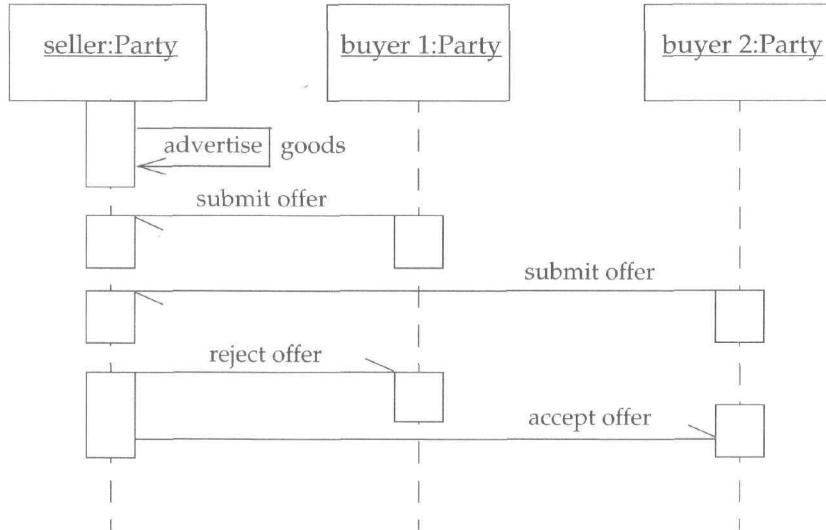 seller:Party
buyer 1:Party
buyer 2:Party
advertise goods
submit offer
submit offer
reject offer
accept offer